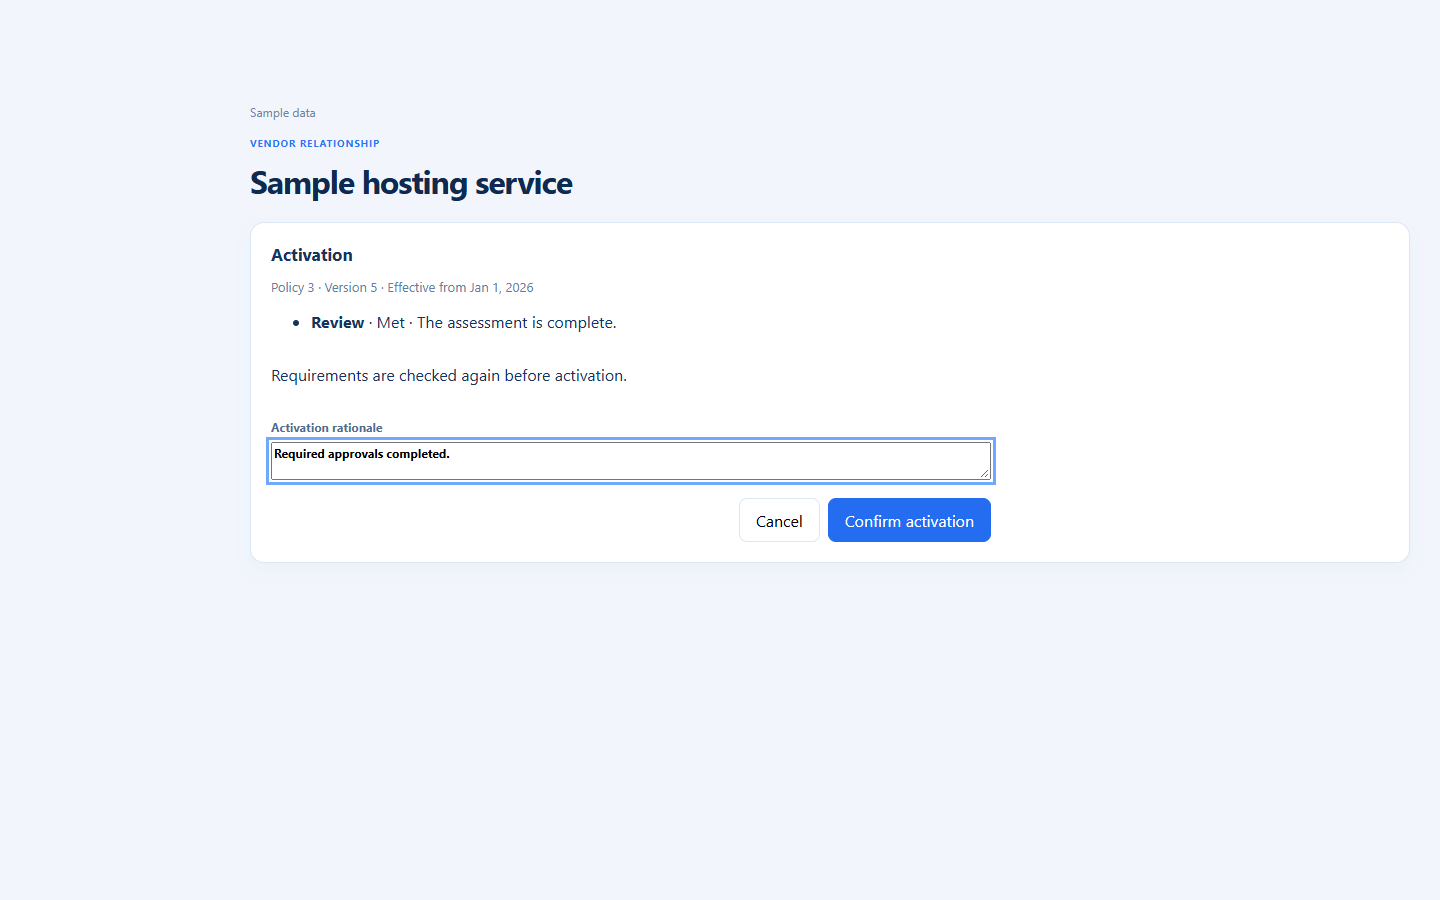 Sample data
VENDOR RELATIONSHIP
Sample hosting service
Activation
Policy 3 · Version 5 · Effective from Jan 1, 2026
• Review · Met · The assessment is complete.
Requirements are checked again before activation.
Activation rationale
Required approvals completed.
Cancel Confirm activation